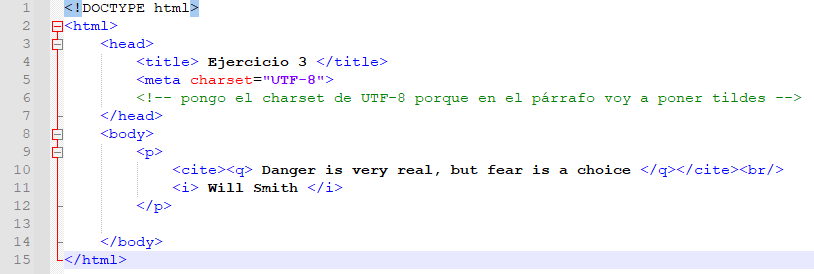 1 <!DOCTYPE html>
2 <html>
3 <head>
4 <title> Ejercicio 3 </title>
5 <meta charset="UTF-8">
6 <!-- pongo el charset de UTF-8 porque en el párrafo voy a poner tildes -->
7 </head>
8 <body>
9 <p>
10 <cite><q> Danger is very real, but fear is a choice </q></cite><br/>
11 <i> Will Smith </i>
12 </p>
13
14 </body>
15 </html>